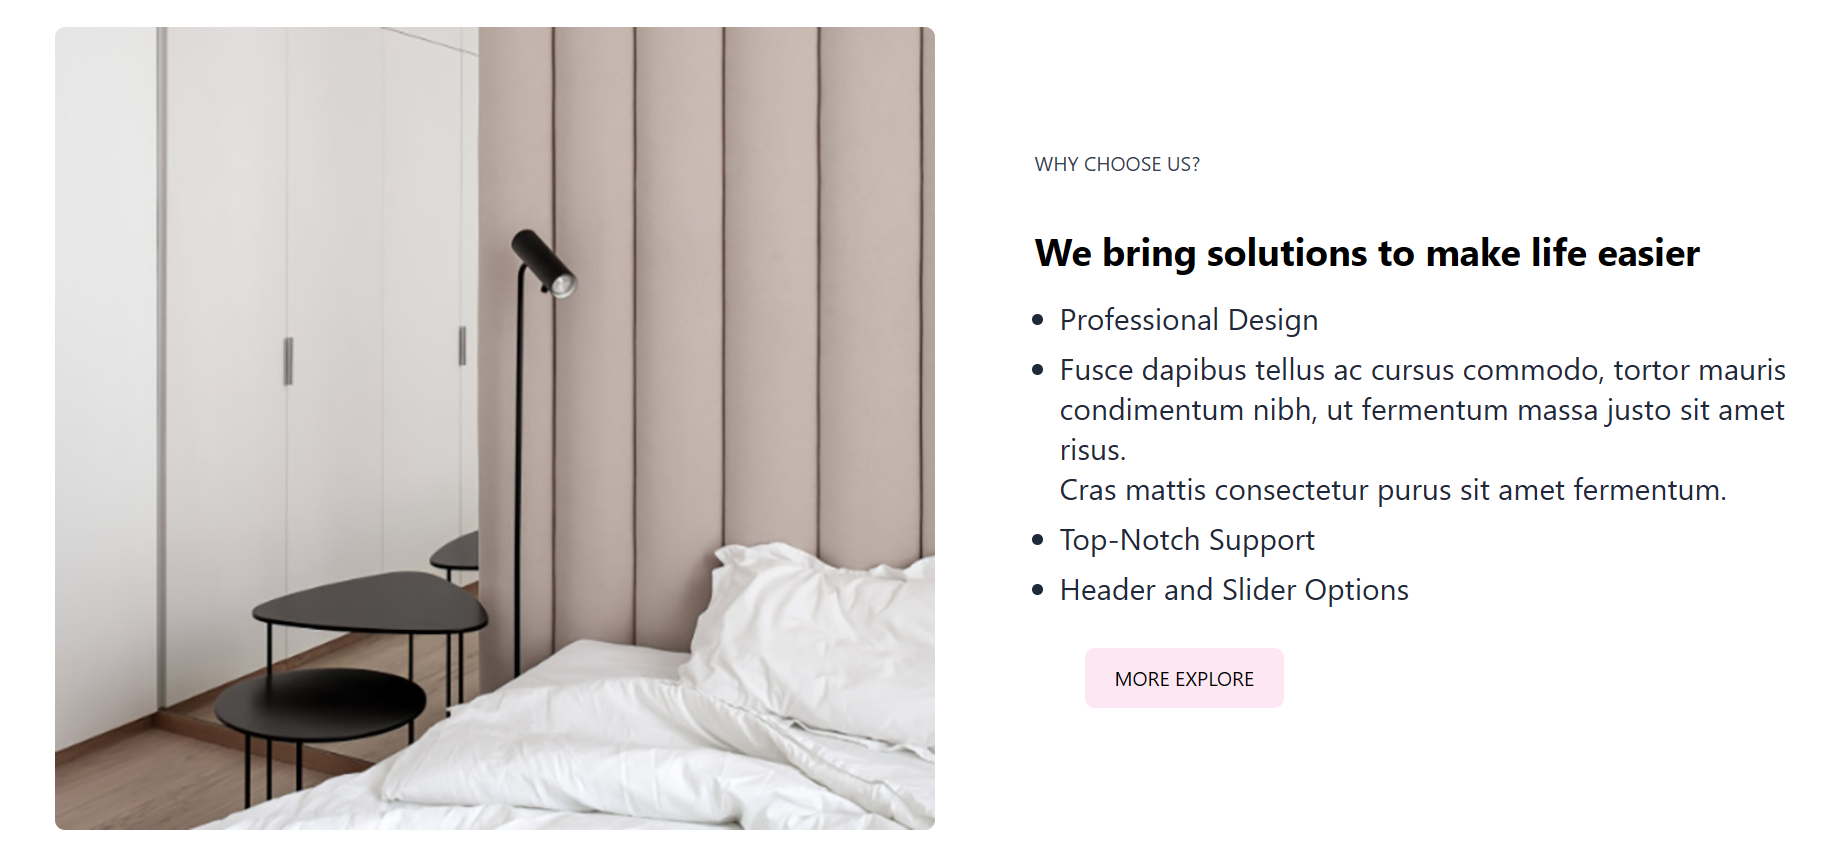 WHY CHOOSE US?
We bring solutions to make life easier
Professional Design
Fusce dapibus tellus ac cursus commodo, tortor mauris
condimentum nibh, ut fermentum massa justo sit amet
risus.
Cras mattis consectetur purus sit amet fermentum.
Top-Notch Support
Header and Slider Options
MORE EXPLORE